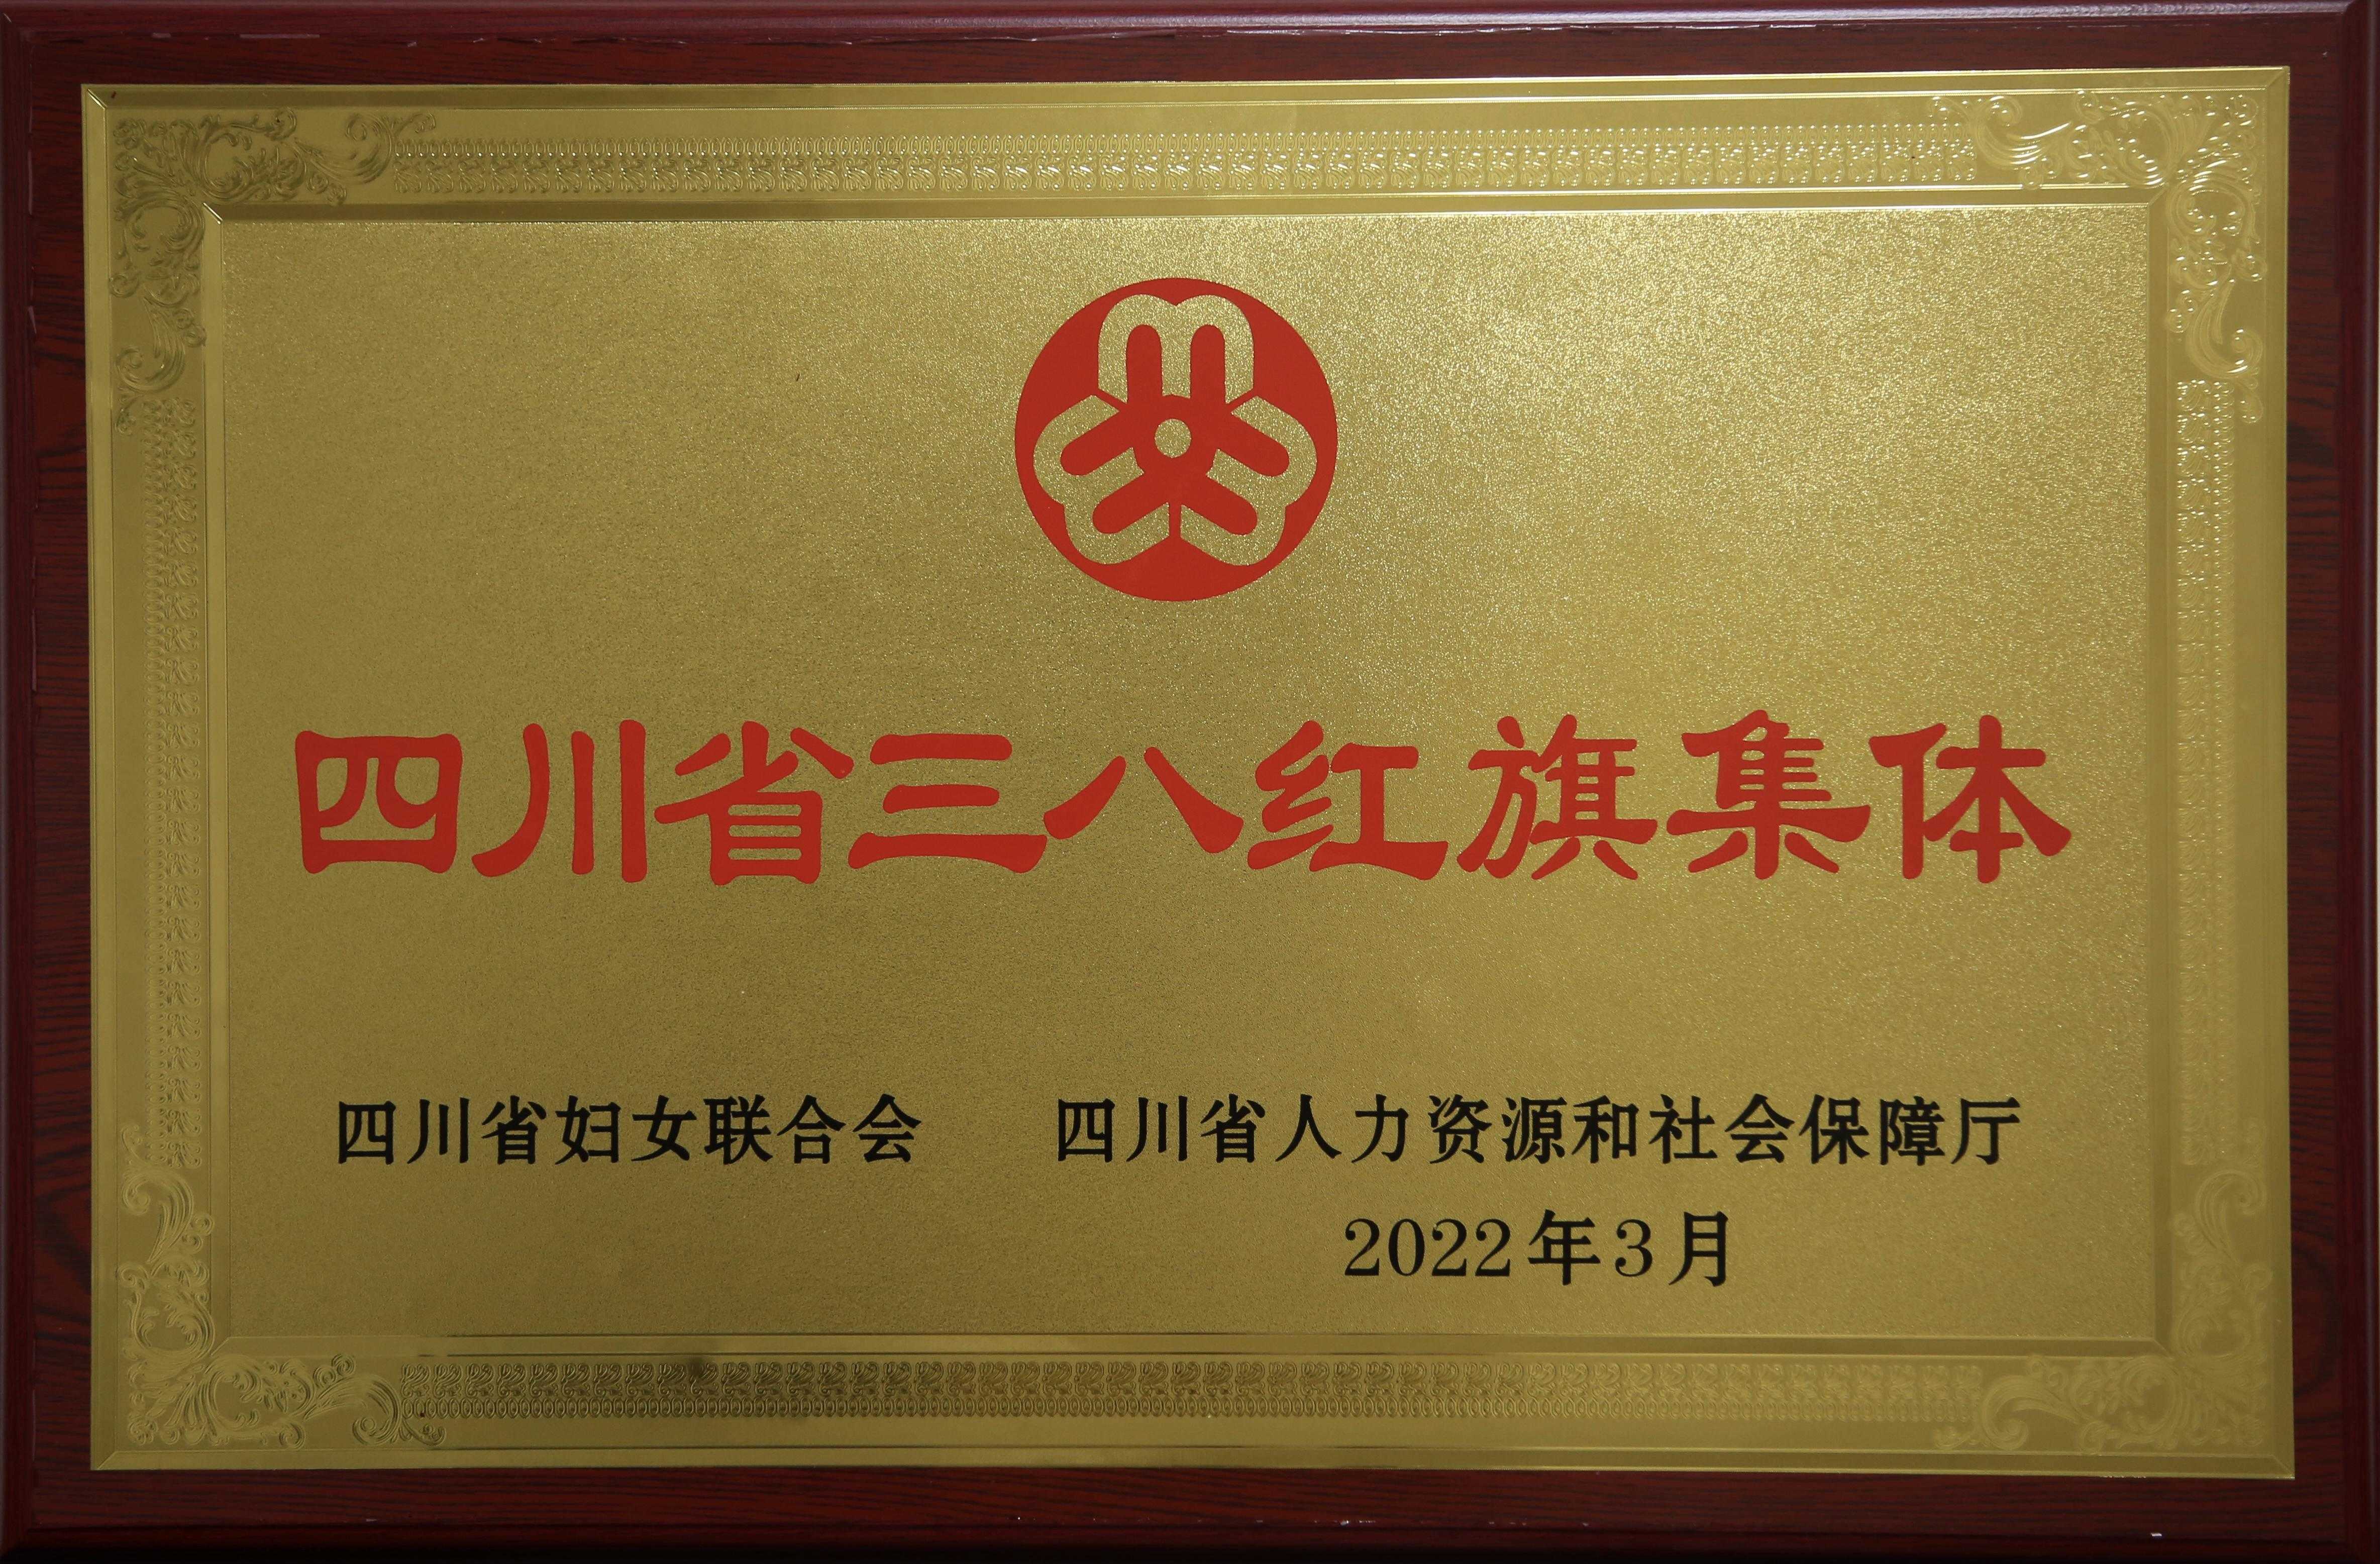 四川省三八红旗集体
四川省妇女联合会 四川省人力资源和社会保障厅
2022年3月